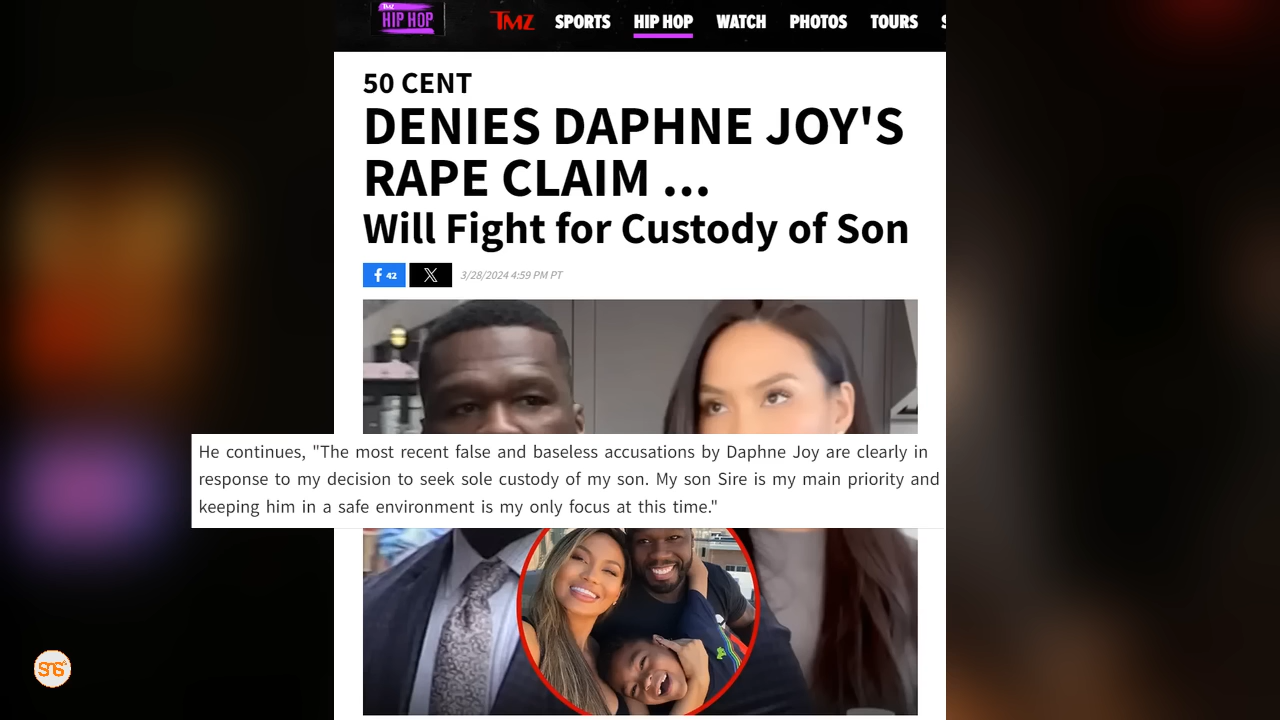 TMZ
HIP HOP
TMZ SPORTS HIP HOP WATCH PHOTOS TOURS S
50 CENT
DENIES DAPHNE JOY'S
RAPE CLAIM ...
Will Fight for Custody of Son
f 42 X 3/28/2024 4:59 PM PT
He continues, "The most recent false and baseless accusations by Daphne Joy are clearly in
response to my decision to seek sole custody of my son. My son Sire is my main priority and
keeping him in a safe environment is my only focus at this time."
SOS